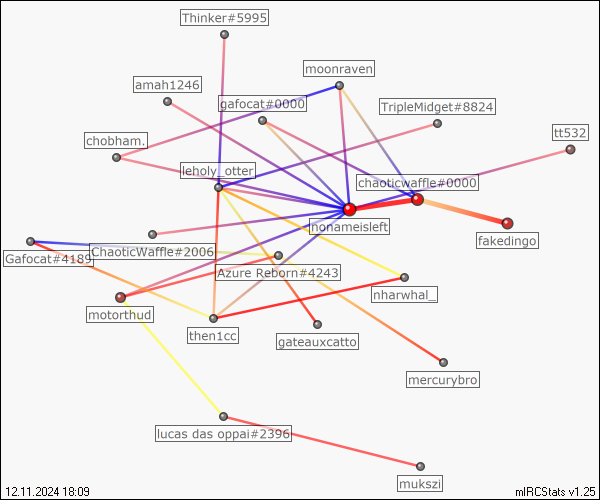 Thinker#5995
moonraven
amah1246
gafocat#0000
TripleMidget#8824
tt532
chobham.
leholy_otter
chaoticwaffle#0000
nonameisleft
fakedingo
ChaoticWaffle#2006
Gafocat#4189
Azure Reborn#4243
nharwhal_
motorthud
then1cc
gateauxcatto
mercurybro
lucas das oppai#2396
mukszi
12.11.2024 18:09
mIRCStats v1.25